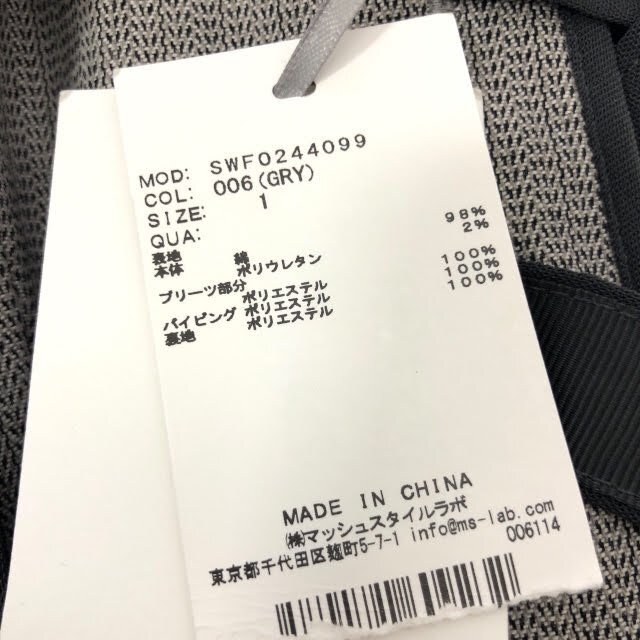 MOD: SWF0244099
COL: 006(GRY)
SIZE: 1
QUA:
表地
本体 綿 98%
ポリウレタン 2%
プリーツ部分
ポリエステル 100%
パイピング ポリエステル 100%
裏地 ポリエステル 100%
MADE IN CHINA
㈱マッシュスタイルラボ
東京都千代田区麹町5-7-1 info@ms-lab.com
006114